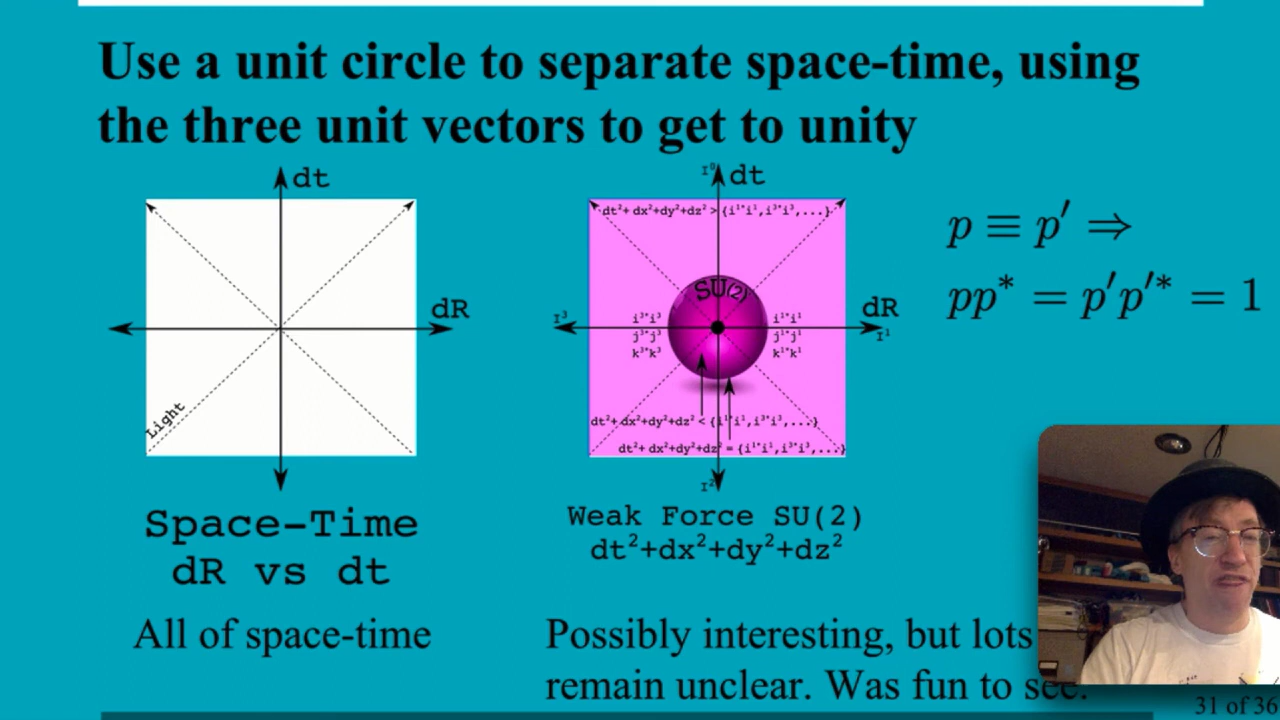 Use a unit circle to separate space-time, using
the three unit vectors to get to unity
dt
dR
Light
Space-Time
dR vs dt
All of space-time
I⁰
dt
dt²+dx²+dy²+dz² > {i¹*i¹,i³*i³,...}
SU(2)
dR
I³
I¹
i³*i³
j³*j³
k³*k³
i¹*i¹
j¹*j¹
k¹*k¹
dt²+dx²+dy²+dz² < {i¹*i¹,i³*i³,...}
dt²+dx²+dy²+dz² = {i¹*i¹,i³*i³,...}
I²
Weak Force SU(2)
dt²+dx²+dy²+dz²
Possibly interesting, but lots
remain unclear. Was fun to see.
p ≡ p′ ⇒
pp* = p′p′* = 1
31 of 36